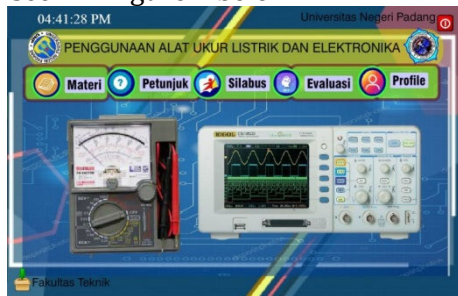 04:41:28 PM
Universitas Negeri Padang
PENGGUNAAN ALAT UKUR LISTRIK DAN ELEKTRONIKA
Materi
Petunjuk
Silabus
Evaluasi
Profile
RIGOL
Fakultas Teknik